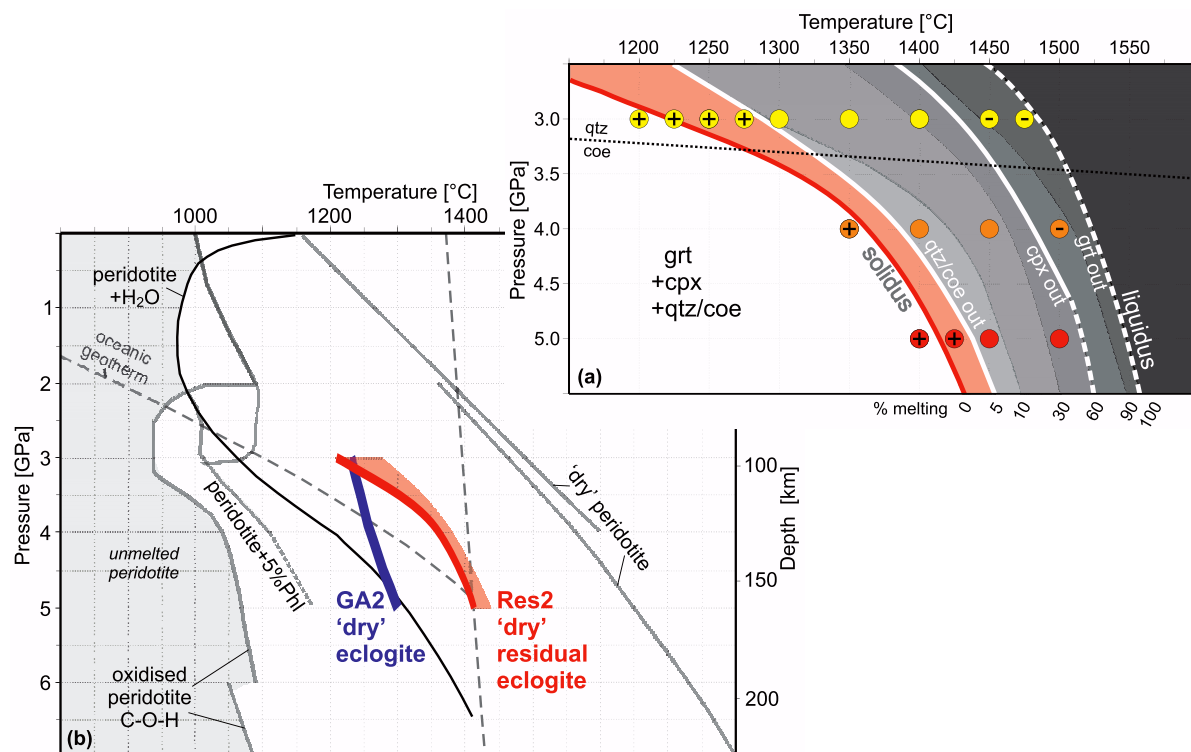 Temperature [°C]
1200 1250 1300 1350 1400 1450 1500 1550
Pressure [GPa]
3.0
3.5
4.0
4.5
5.0
qtz
coe
grt
+cpx
+qtz/coe
solidus
qtz/coe out
cpx out
grt out
liquidus
(a)
% melting 0 5 10 30 60 90 100
Temperature [°C]
1000 1200 1400
Pressure [GPa]
1
2
3
4
5
6
peridotite
+H₂O
oceanic
geotherm
peridotite+5%Phl
unmelted
peridotite
'dry' peridotite
GA2
'dry'
eclogite
Res2
'dry'
residual
eclogite
oxidised
peridotite
C-O-H
100
150
200
Depth [km]
(b)